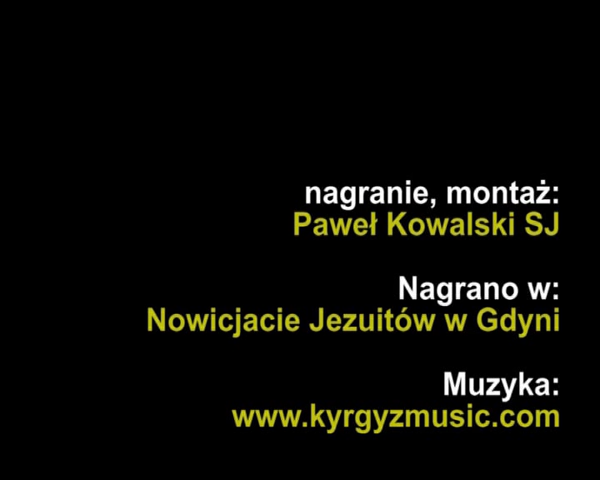 nagranie, montaż:
Paweł Kowalski SJ
Nagrano w:
Nowicjacie Jezuitów w Gdyni
Muzyka:
www.kyrgyzmusic.com